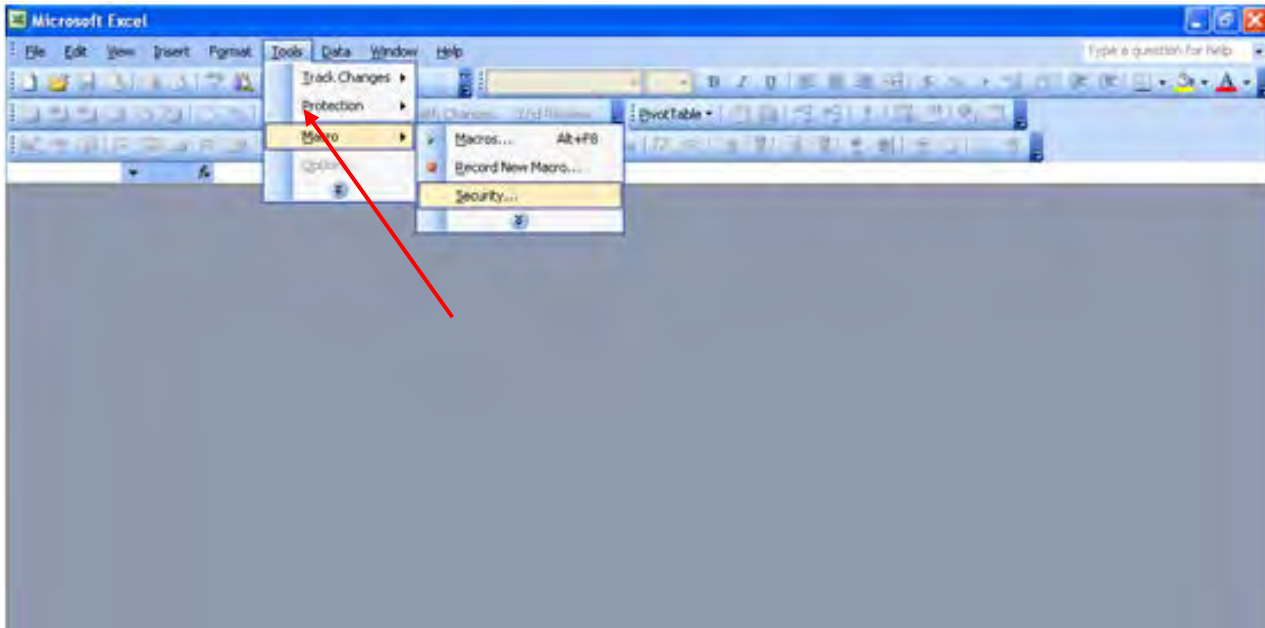 Microsoft Excel
File Edit View Insert Format Tools Data Window Help
Type a question for help
Track Changes
B I U
A
Protection
PivotTable
Macro
Macros... Alt+F8
Record New Macro...
Security...